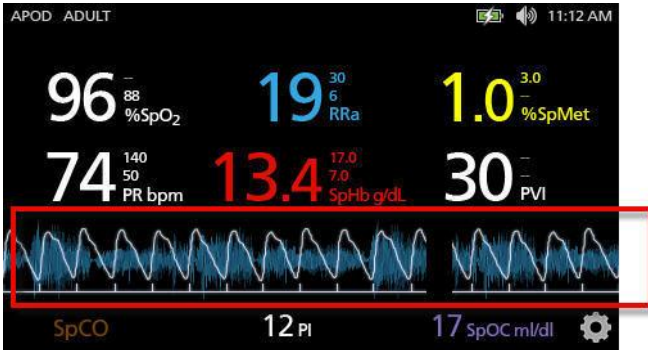 APOD ADULT 11:12 AM
96 – 88 %SpO₂ 19 30 6 RRa 1.0 3.0 – %SpMet
74 140 50 PR bpm 13.4 17.0 7.0 SpHb g/dL 30 – – PVI
SpCO 12 PI 17 SpOC ml/dl